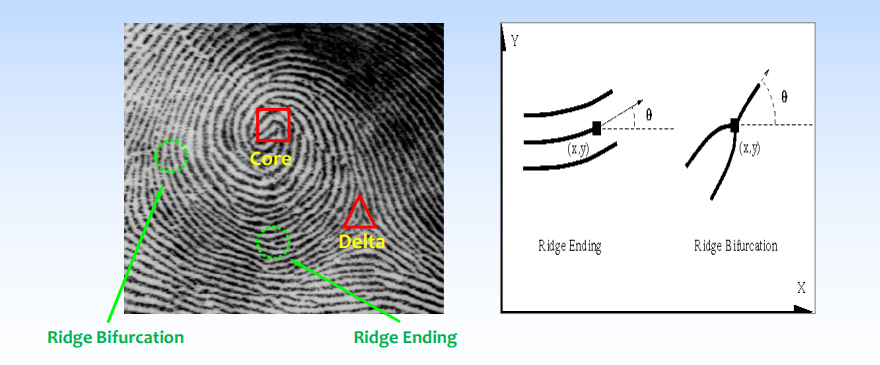 Core
Delta
Ridge Bifurcation
Ridge Ending
Y
θ
(x,y)
Ridge Ending
θ
(x,y)
Ridge Bifurcation
X